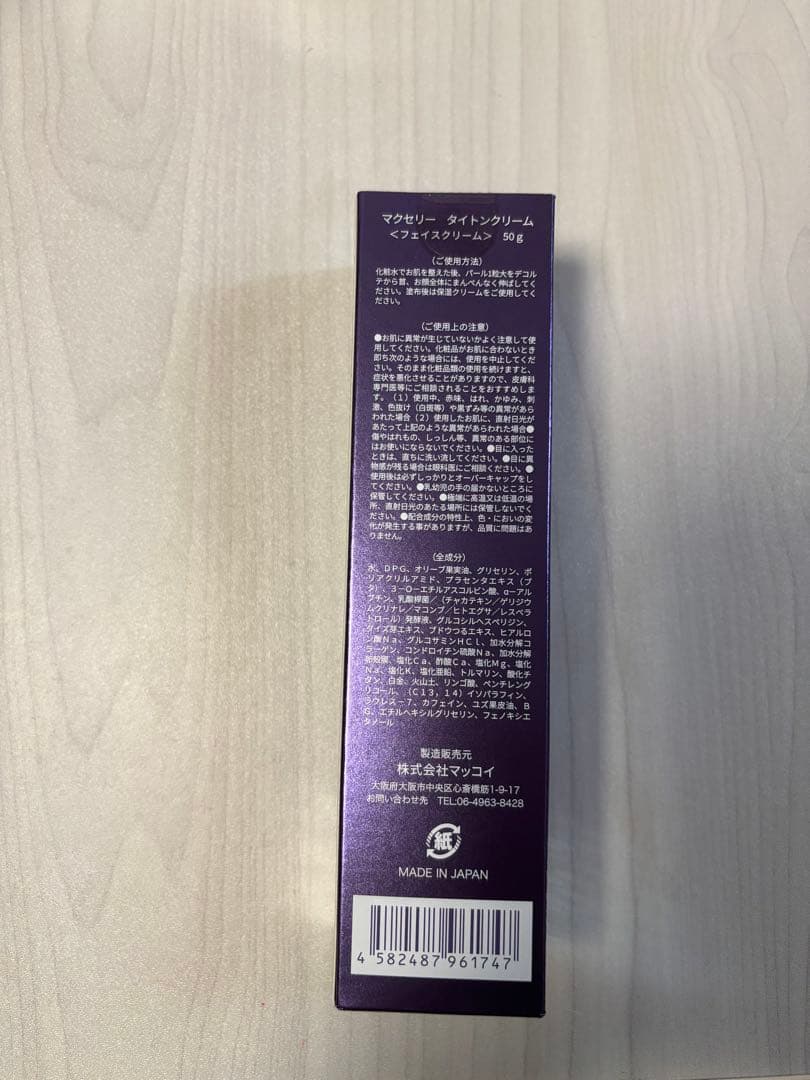 マクセリー　タイトンクリーム
＜フェイスクリーム＞　50ｇ
（ご使用方法）
化粧水でお肌を整えた後、パール1粒大をデコル
テから首、お顔全体にまんべんなく伸ばしてく
ださい。塗布後は保湿クリームをご使用してく
ださい。
（ご使用上の注意）
●お肌に異常が生じていないかよく注意して使
用してください。化粧品がお肌に合わないとき
即ち次のような場合には、使用を中止してくださ
い。そのまま化粧品類の使用を続けますと、
症状を悪化させることがありますので、皮膚科
専門医等にご相談されることをおすすめしま
す。（1）使用中、赤味、はれ、かゆみ、刺
激、色抜け（白斑等）や黒ずみ等の異常があら
われた場合（2）使用したお肌に、直射日光が
あたって上記のような異常があらわれた場合●
傷やはれもの、しっしん等、異常のある部位に
はお使いにならないでください。●目に入った
ときは、直ちに洗い流してください。●目に異
物感が残る場合は眼科医にご相談ください。●
使用後は必ずしっかりとオーバーキャップをし
てください。●乳幼児の手の届かないところに
保管してください。●極端に高温又は低温の場
所、直射日光のあたる場所には保管しないでく
ださい。●配合成分の特性上、色・においの変
化が発生する事がありますが、品質に問題はあ
りません。
（全成分）
水、ＤＰＧ、オリーブ果実油、グリセリン、ポ
リアクリルアミド、プラセンタエキス（ブ
タ）、３－Ｏ－エチルアスコルビン酸、α－アル
ブチン、乳酸桿菌／（チャカテキン／ゲリジウ
ムクリナレ／マコンブ／ヒトエグサ／レスベラ
トロール）発酵液、グルコシルヘスペリジン、
ダイズ芽エキス、ブドウつるエキス、ヒアルロ
ン酸Ｎａ、グルコサミンＨＣｌ、加水分解コ
ラーゲン、コンドロイチン硫酸Ｎａ、加水分解
卵殻膜、塩化Ｃａ、酢酸Ｃａ、塩化Ｍｇ、塩化
Ｎａ、塩化Ｋ、塩化亜鉛、トルマリン、酸化チ
タン、白金、火山土、リンゴ酸、ペンチレング
リコール、（Ｃ13，14）イソパラフィン、
ラウレス－７、カフェイン、ユズ果皮油、Ｂ
Ｇ、エチルヘキシルグリセリン、フェノキシエ
タノール
製造販売元
株式会社マッコイ
大阪府大阪市中央区心斎橋筋1-9-17
お問い合わせ先　TEL:06-4963-8428
紙
MADE IN JAPAN
4 582487 961747